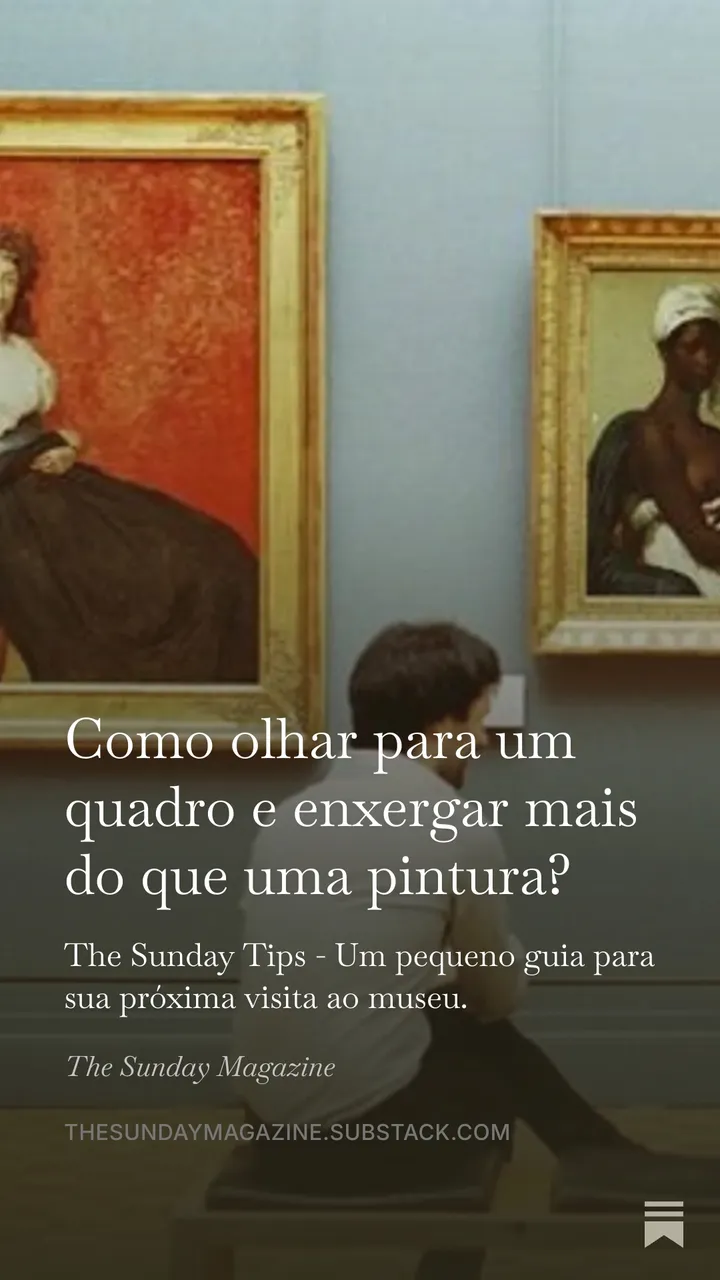 Como olhar para um
quadro e enxergar mais
do que uma pintura?
The Sunday Tips - Um pequeno guia para
sua próxima visita ao museu.
The Sunday Magazine
THESUNDAYMAGAZINE.SUBSTACK.COM